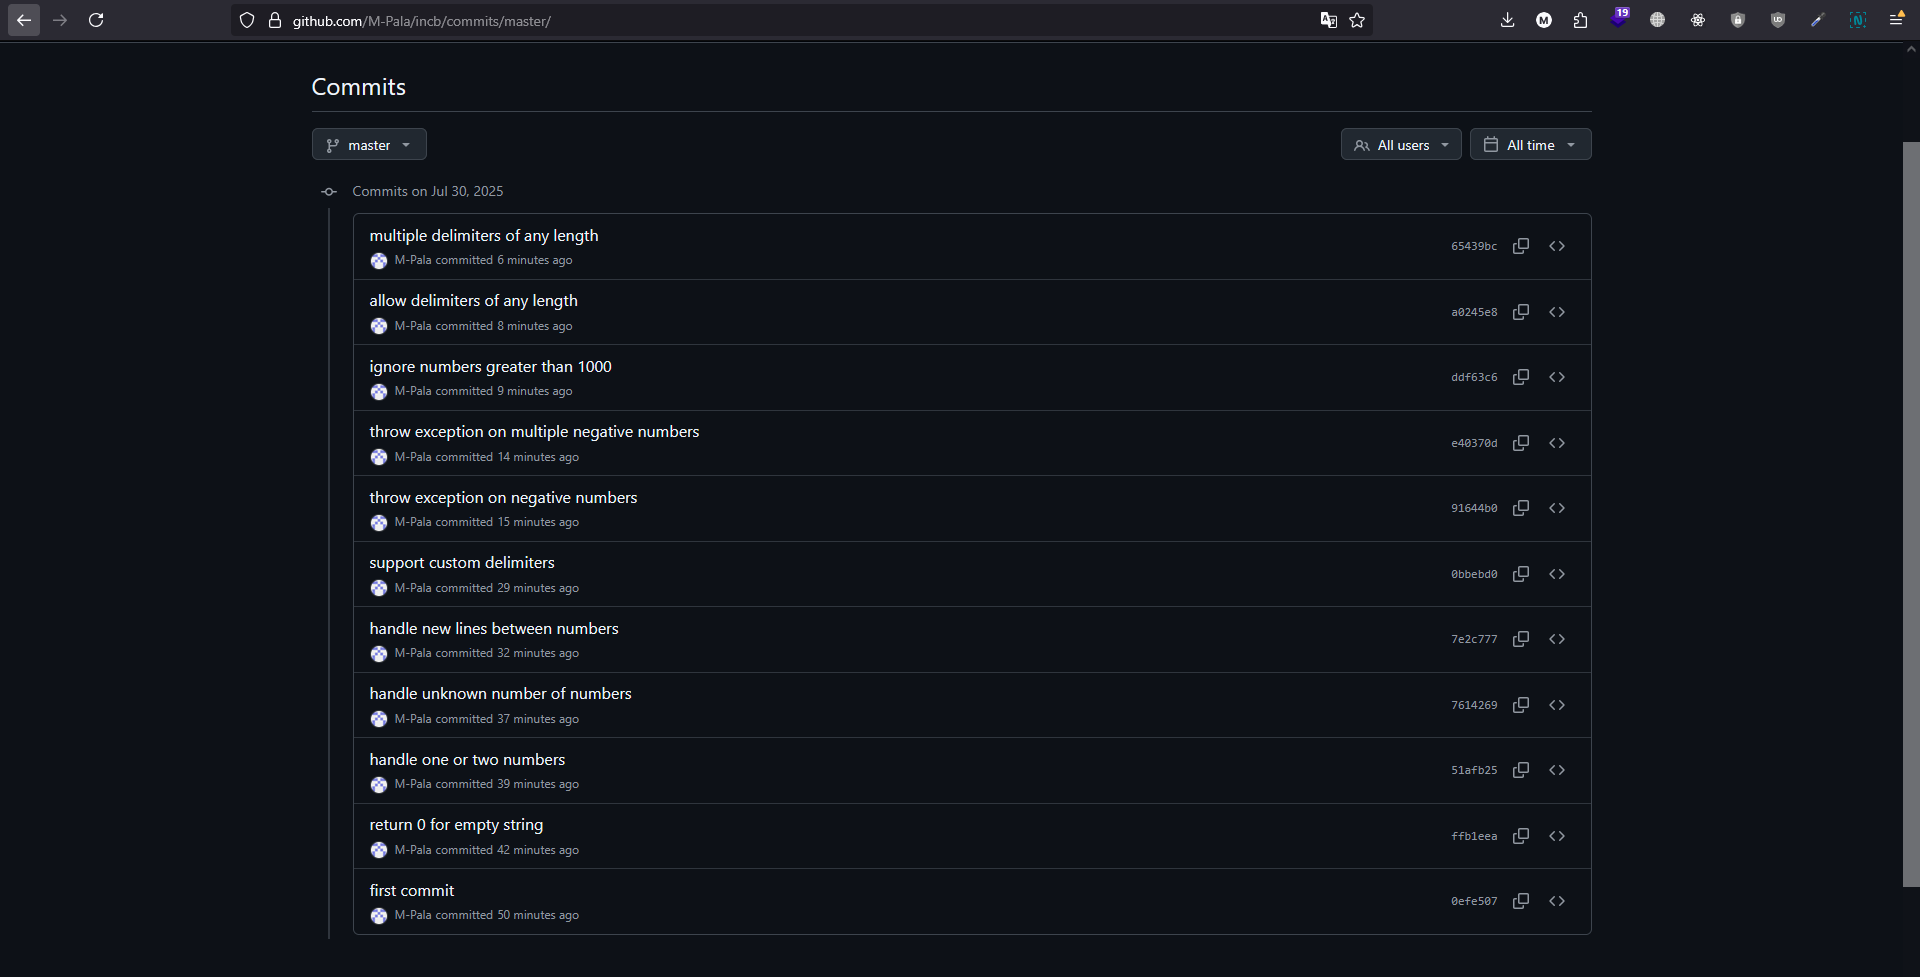 github.com/M-Pala/incb/commits/master/
19
M
UD
N
Commits
master
All users
All time
Commits on Jul 30, 2025
multiple delimiters of any length
M-Pala committed 6 minutes ago
65439bc
allow delimiters of any length
M-Pala committed 8 minutes ago
a0245e8
ignore numbers greater than 1000
M-Pala committed 9 minutes ago
ddf63c6
throw exception on multiple negative numbers
M-Pala committed 14 minutes ago
e40370d
throw exception on negative numbers
M-Pala committed 15 minutes ago
91644b0
support custom delimiters
M-Pala committed 29 minutes ago
0bbebd0
handle new lines between numbers
M-Pala committed 32 minutes ago
7e2c777
handle unknown number of numbers
M-Pala committed 37 minutes ago
7614269
handle one or two numbers
M-Pala committed 39 minutes ago
51afb25
return 0 for empty string
M-Pala committed 42 minutes ago
ffb1eea
first commit
M-Pala committed 50 minutes ago
0efe507